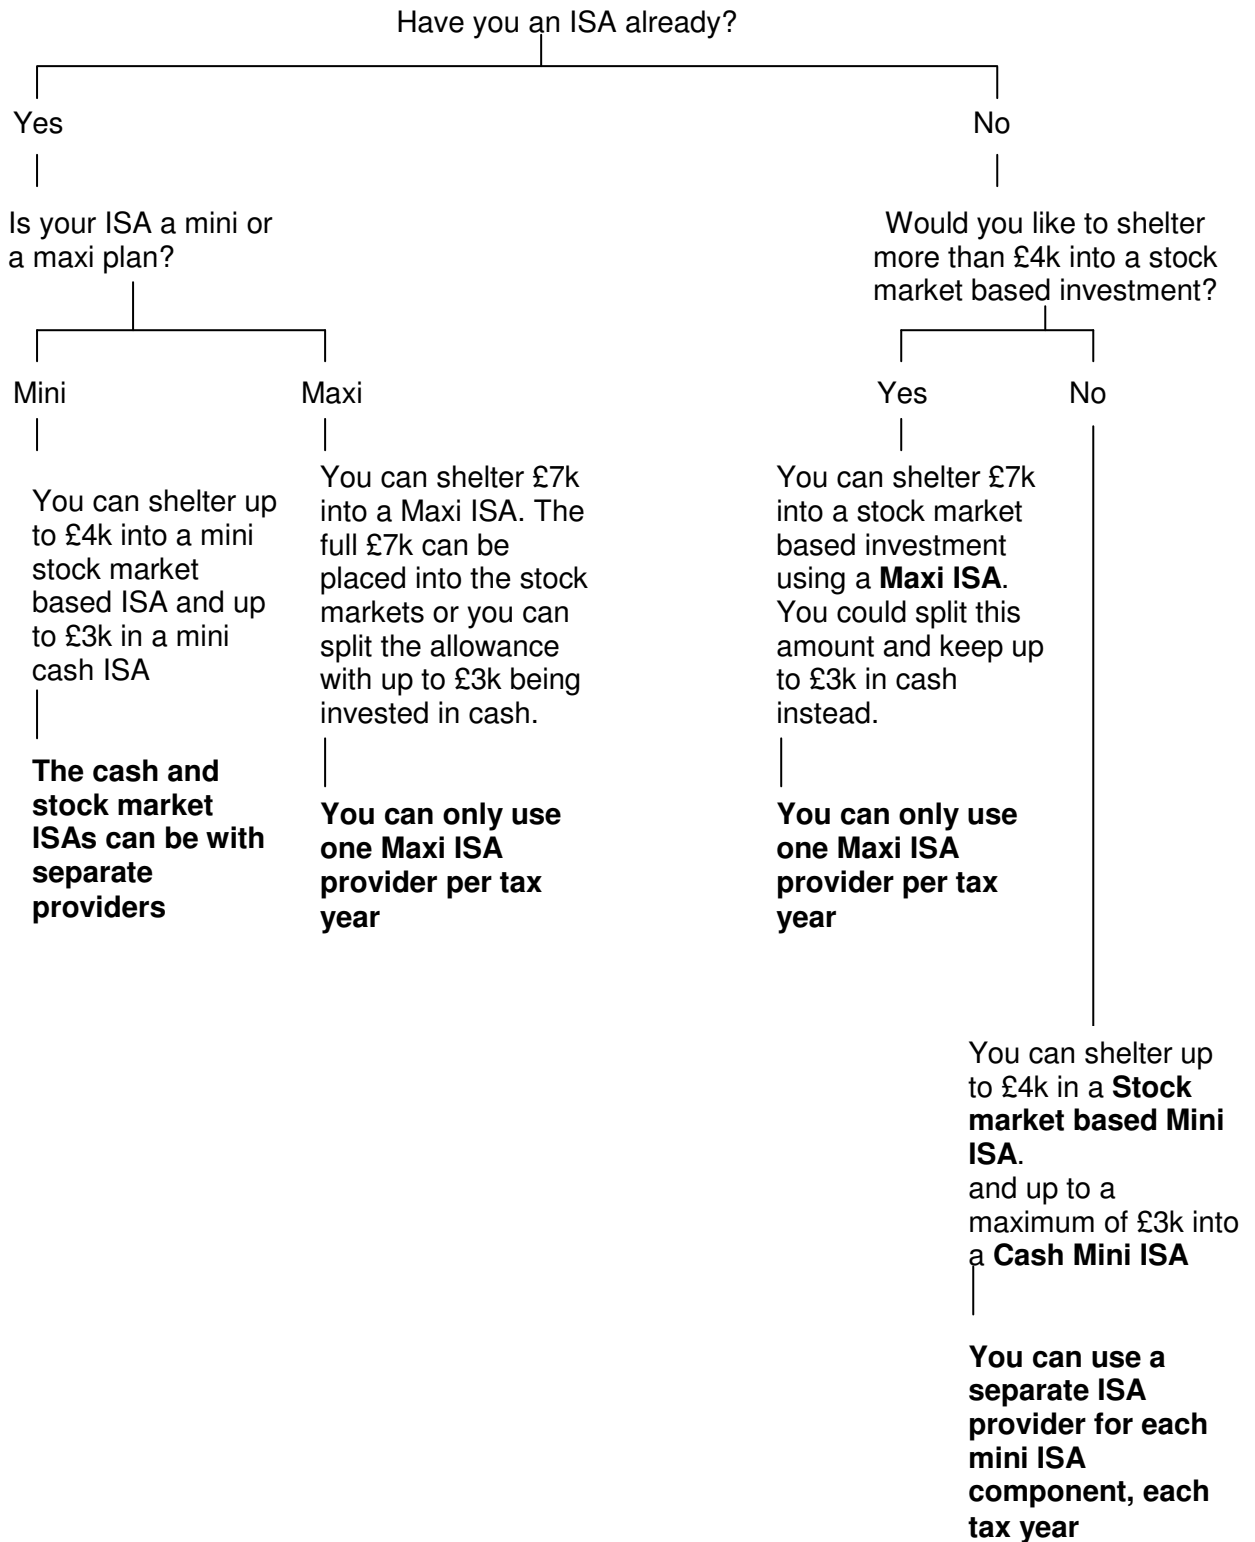 Have you an ISA already?
Yes
No
Is your ISA a mini or
a maxi plan?
Would you like to shelter
more than £4k into a stock
market based investment?
Mini
Maxi
Yes
No
You can shelter up
to £4k into a mini
stock market
based ISA and up
to £3k in a mini
cash ISA
You can shelter £7k
into a Maxi ISA. The
full £7k can be
placed into the stock
markets or you can
split the allowance
with up to £3k being
invested in cash.
You can shelter £7k
into a stock market
based investment
using a Maxi ISA.
You could split this
amount and keep up
to £3k in cash
instead.
The cash and
stock market
ISAs can be with
separate
providers
You can only use
one Maxi ISA
provider per tax
year
You can only use
one Maxi ISA
provider per tax
year
You can shelter up
to £4k in a Stock
market based Mini
ISA.
and up to a
maximum of £3k into
a Cash Mini ISA
You can use a
separate ISA
provider for each
mini ISA
component, each
tax year